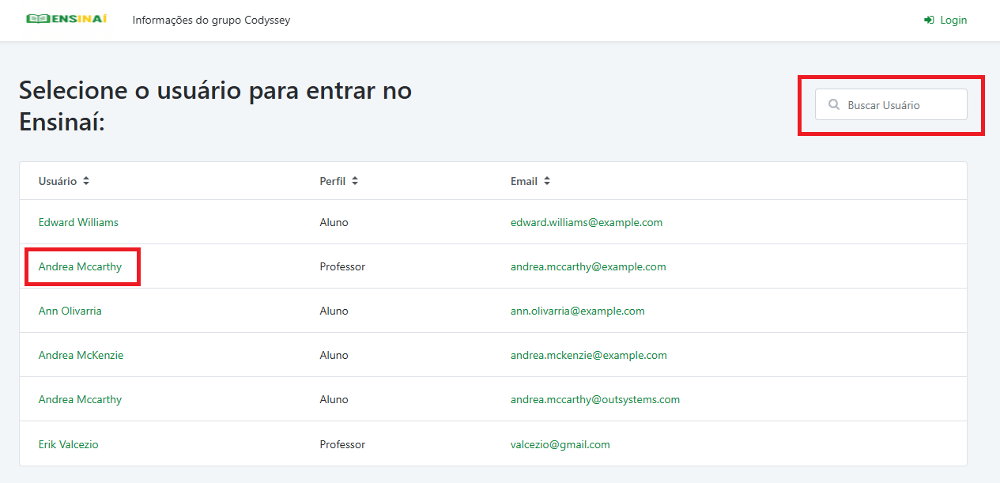 ENSINAÍ Informações do grupo Codyssey Login
Selecione o usuário para entrar no
Ensinaí:
Buscar Usuário
Usuário Perfil Email
Edward Williams Aluno edward.williams@example.com
Andrea Mccarthy Professor andrea.mccarthy@example.com
Ann Olivarria Aluno ann.olivarria@example.com
Andrea McKenzie Aluno andrea.mckenzie@example.com
Andrea Mccarthy Aluno andrea.mccarthy@outsystems.com
Erik Valcezio Professor valcezio@gmail.com